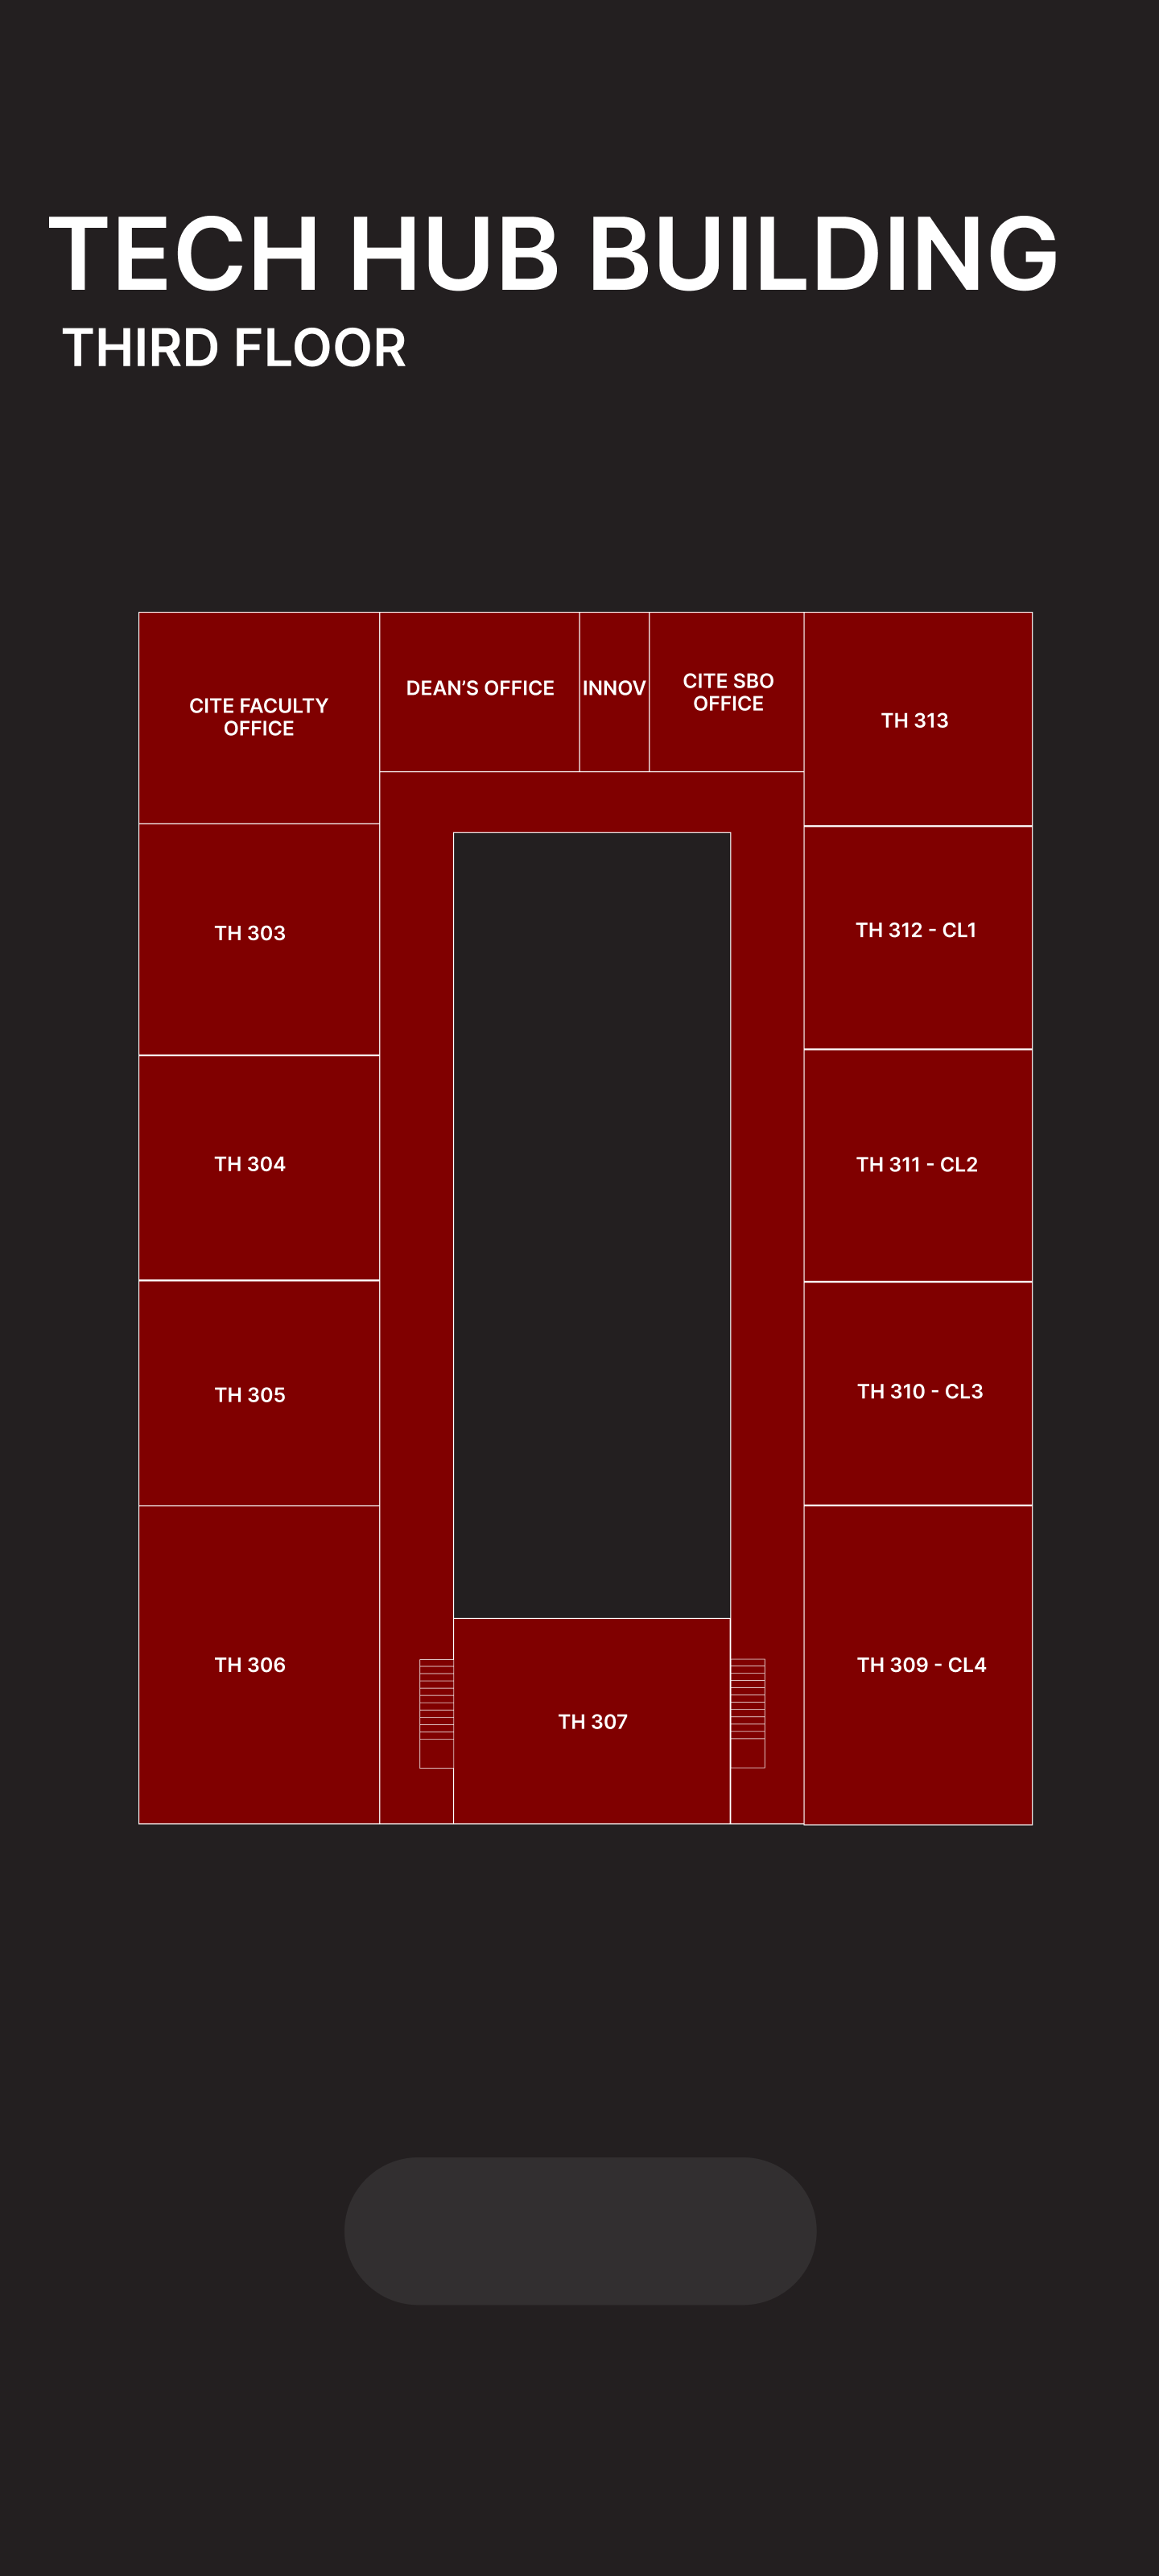 TECH HUB BUILDING
THIRD FLOOR
CITE FACULTY
OFFICE
DEAN’S OFFICE
INNOV
CITE SBO
OFFICE
TH 313
TH 303
TH 312 - CL1
TH 304
TH 311 - CL2
TH 305
TH 310 - CL3
TH 306
TH 309 - CL4
TH 307